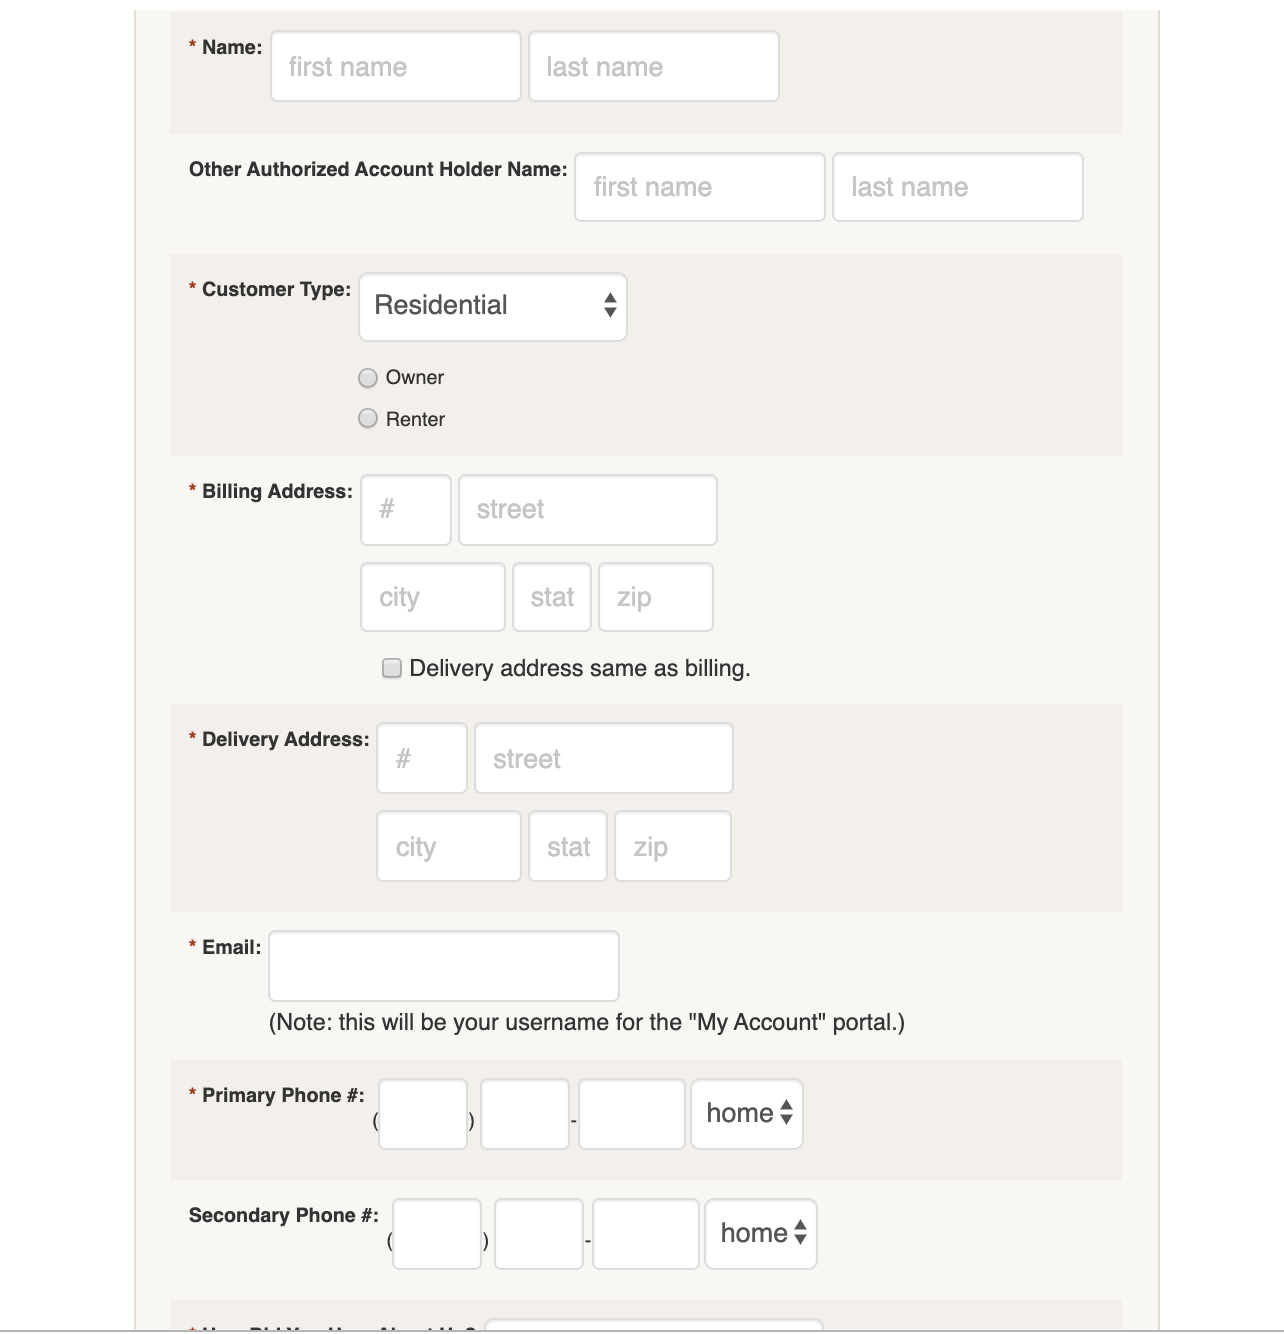 * Name: first name last name
Other Authorized Account Holder Name: first name last name
* Customer Type: Residential
Owner
Renter
* Billing Address: # street
city stat zip
Delivery address same as billing.
* Delivery Address: # street
city stat zip
* Email:
(Note: this will be your username for the "My Account" portal.)
* Primary Phone #: ( ) - home
Secondary Phone #: ( ) - home